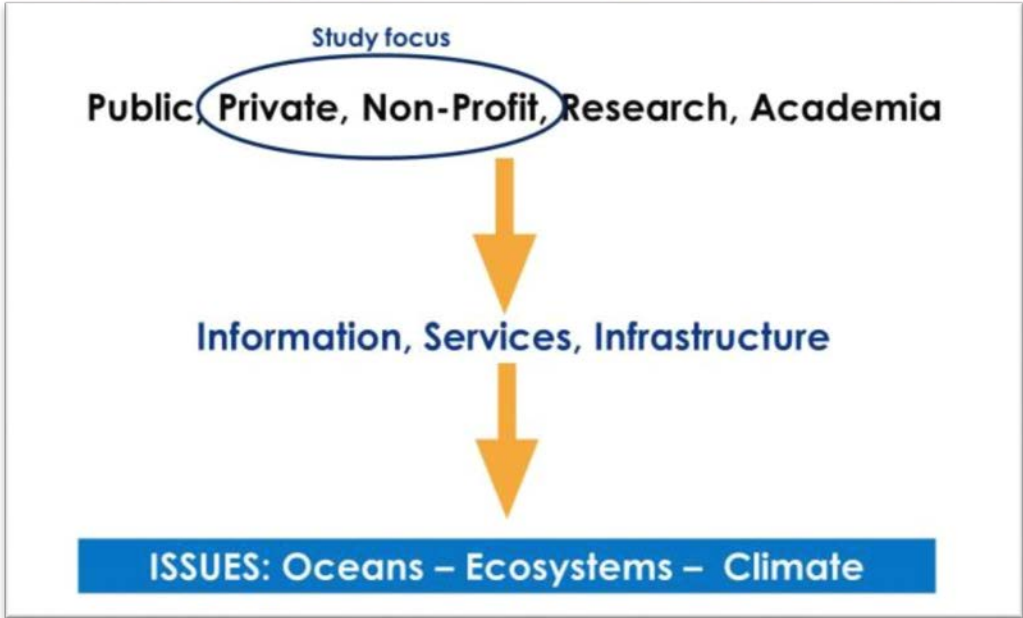 Study focus
Public, Private, Non-Profit, Research, Academia
Information, Services, Infrastructure
ISSUES: Oceans – Ecosystems – Climate